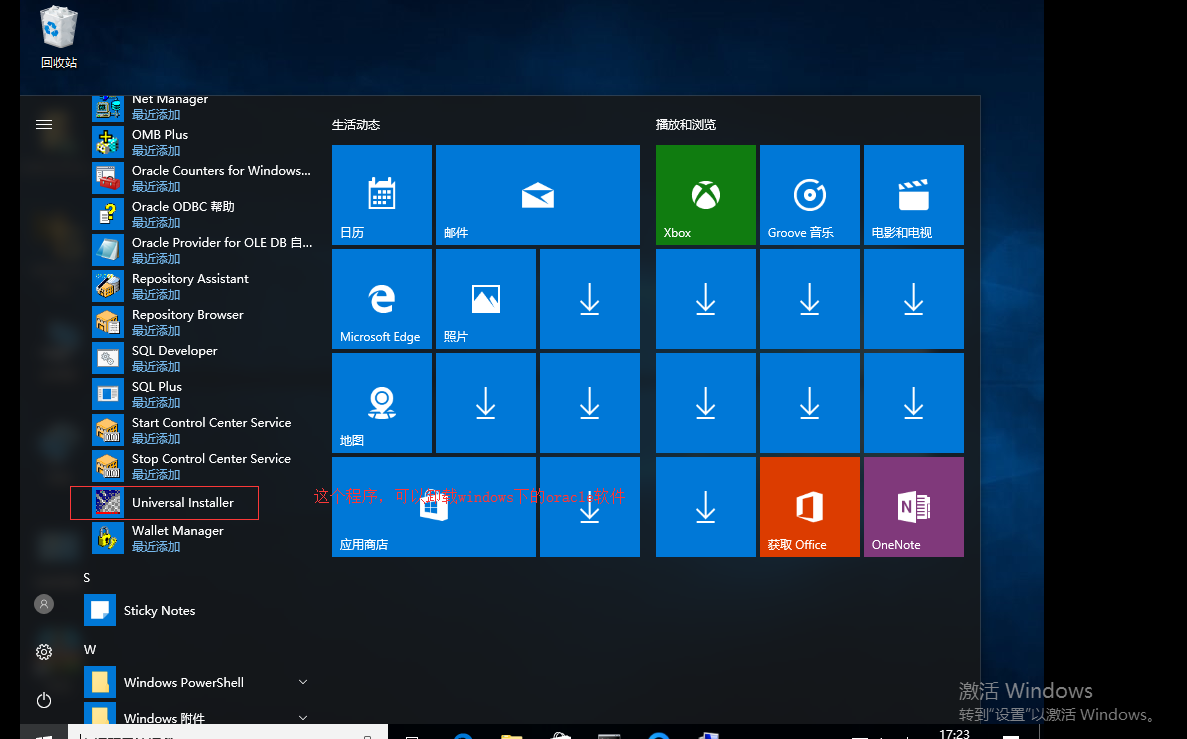 回收站
Net Manager
最近添加
OMB Plus
最近添加
Oracle Counters for Windows...
最近添加
Oracle ODBC 帮助
最近添加
Oracle Provider for OLE DB 自...
最近添加
Repository Assistant
最近添加
Repository Browser
最近添加
SQL Developer
最近添加
SQL Plus
最近添加
Start Control Center Service
最近添加
Stop Control Center Service
最近添加
Universal Installer
Wallet Manager
最近添加
S
Sticky Notes
W
Windows PowerShell
Windows 附件
生活动态
日历
邮件
Microsoft Edge
照片
地图
这个程序，可以卸载windows下的oracle软件
应用商店
播放和浏览
Xbox
Groove 音乐
电影和电视
获取 Office
OneNote
激活 Windows
转到“设置”以激活 Windows。
17:23